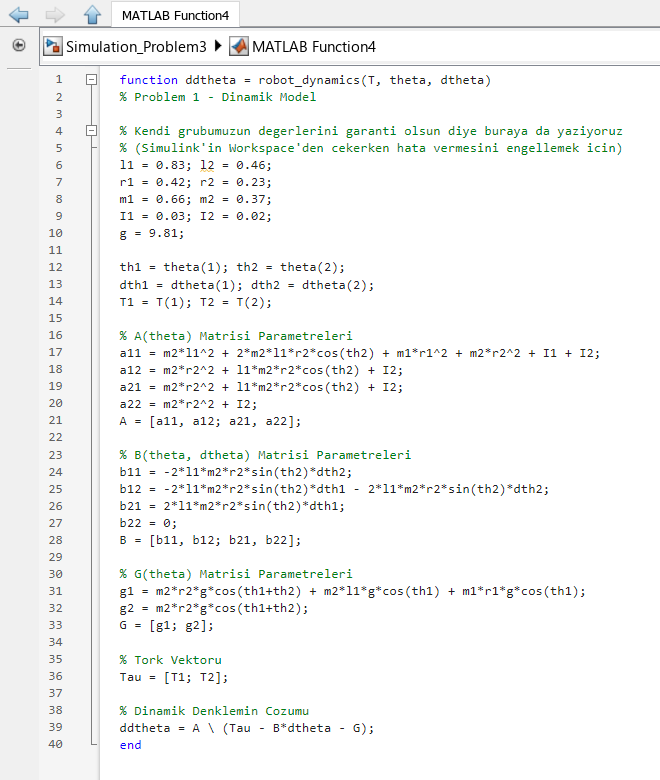 MATLAB Function4
Simulation_Problem3 ▶ MATLAB Function4
1 function ddtheta = robot_dynamics(T, theta, dtheta)
2 % Problem 1 - Dinamik Model
3
4 % Kendi grubumuzun degerlerini garanti olsun diye buraya da yaziyoruz
5 % (Simulink'in Workspace'den cekerken hata vermesini engellemek icin)
6 l1 = 0.83; l2 = 0.46;
7 r1 = 0.42; r2 = 0.23;
8 m1 = 0.66; m2 = 0.37;
9 I1 = 0.03; I2 = 0.02;
10 g = 9.81;
11
12 th1 = theta(1); th2 = theta(2);
13 dth1 = dtheta(1); dth2 = dtheta(2);
14 T1 = T(1); T2 = T(2);
15
16 % A(theta) Matrisi Parametreleri
17 a11 = m2*l1^2 + 2*m2*l1*r2*cos(th2) + m1*r1^2 + m2*r2^2 + I1 + I2;
18 a12 = m2*r2^2 + l1*m2*r2*cos(th2) + I2;
19 a21 = m2*r2^2 + l1*m2*r2*cos(th2) + I2;
20 a22 = m2*r2^2 + I2;
21 A = [a11, a12; a21, a22];
22
23 % B(theta, dtheta) Matrisi Parametreleri
24 b11 = -2*l1*m2*r2*sin(th2)*dth2;
25 b12 = -2*l1*m2*r2*sin(th2)*dth1 - 2*l1*m2*r2*sin(th2)*dth2;
26 b21 = 2*l1*m2*r2*sin(th2)*dth1;
27 b22 = 0;
28 B = [b11, b12; b21, b22];
29
30 % G(theta) Matrisi Parametreleri
31 g1 = m2*r2*g*cos(th1+th2) + m2*l1*g*cos(th1) + m1*r1*g*cos(th1);
32 g2 = m2*r2*g*cos(th1+th2);
33 G = [g1; g2];
34
35 % Tork Vektoru
36 Tau = [T1; T2];
37
38 % Dinamik Denklemin Cozumu
39 ddtheta = A \ (Tau - B*dtheta - G);
40 end